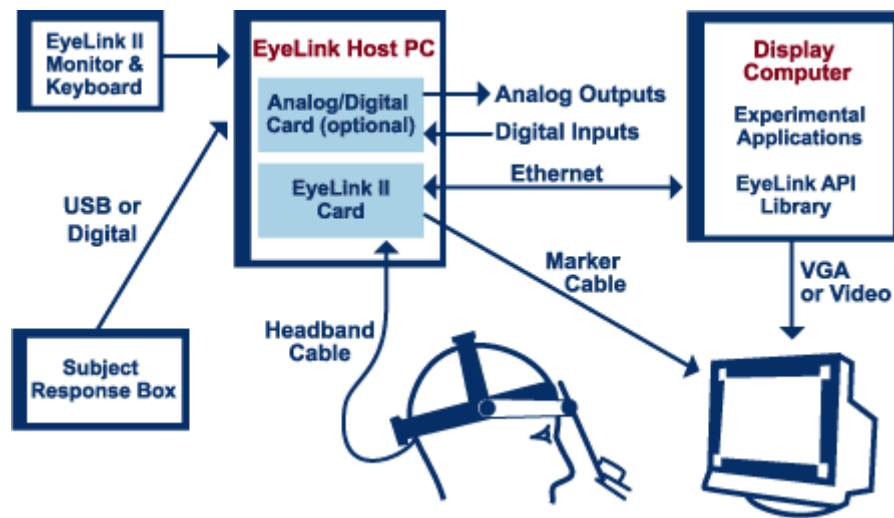 EyeLink II
Monitor &
Keyboard
EyeLink Host PC
Analog/Digital
Card (optional)
EyeLink II
Card
Analog Outputs
Digital Inputs
Ethernet
Display
Computer
Experimental
Applications
EyeLink API
Library
USB or
Digital
Subject
Response Box
Headband
Cable
Marker
Cable
VGA
or Video